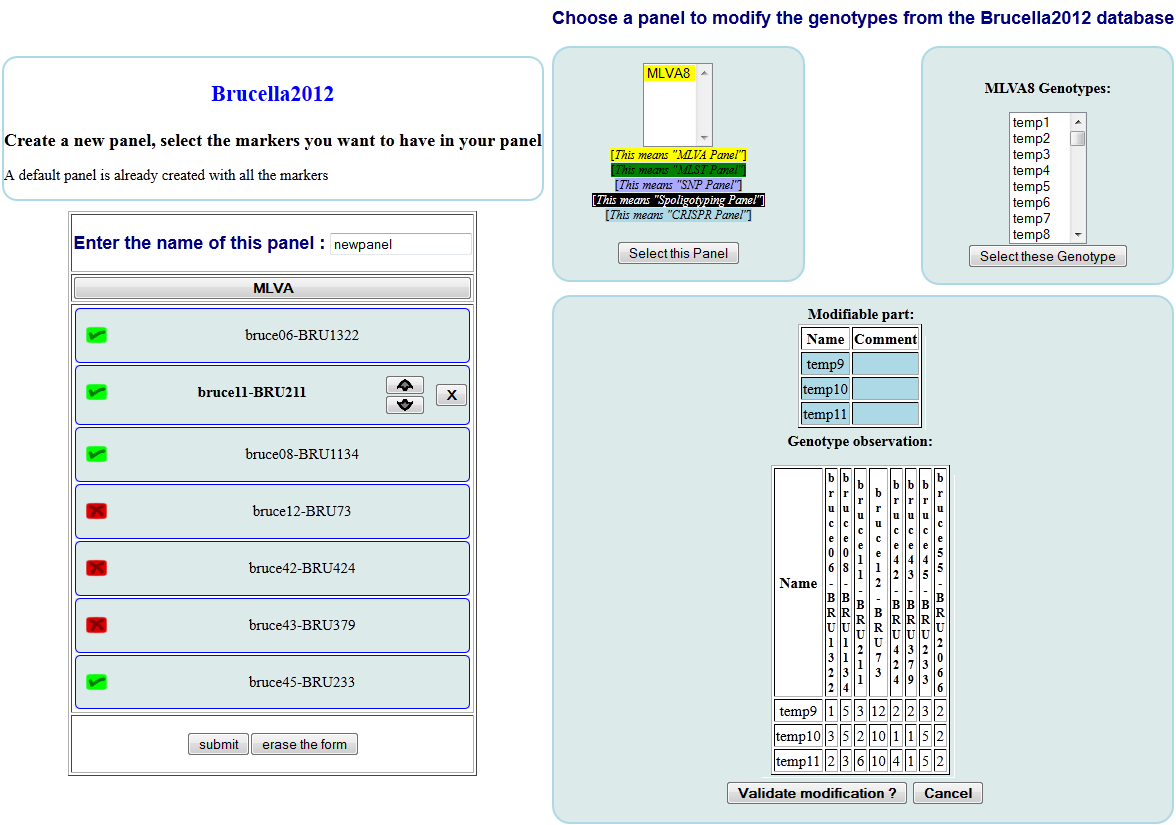 Brucella2012
Create a new panel, select the markers you want to have in your panel
A default panel is already created with all the markers
Enter the name of this panel : newpanel
MLVA
bruce06-BRU1322
bruce11-BRU211
X
bruce08-BRU1134
bruce12-BRU73
bruce42-BRU424
bruce43-BRU379
bruce45-BRU233
submit erase the form
Choose a panel to modify the genotypes from the Brucella2012 database
MLVA8
[This means "MLVA Panel"]
[This means "MLST Panel"]
[This means "SNP Panel"]
[This means "Spoligotyping Panel"]
[This means "CRISPR Panel"]
Select this Panel
MLVA8 Genotypes:
temp1
temp2
temp3
temp4
temp5
temp6
temp7
temp8
Select these Genotype
Modifiable part:
Name Comment
temp9
temp10
temp11
Genotype observation:
Name bruce06-BRU1322 bruce08-BRU1134 bruce11-BRU211 bruce12-BRU73 bruce42-BRU424 bruce43-BRU379 bruce45-BRU233 bruce55-BRU2066
temp9 1 5 3 12 2 2 3 2
temp10 3 5 2 10 1 1 5 2
temp11 2 3 6 10 4 1 5 2
Validate modification ? Cancel